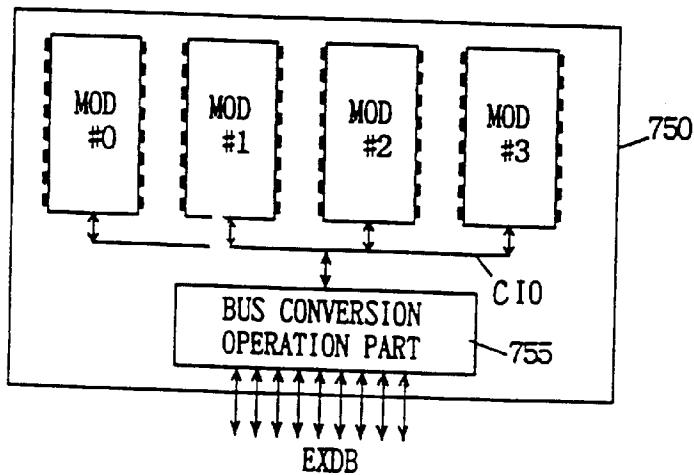 MOD
#0
MOD
#1
MOD
#2
MOD
#3
750
CIO
BUS CONVERSION
OPERATION PART
755
EXDB